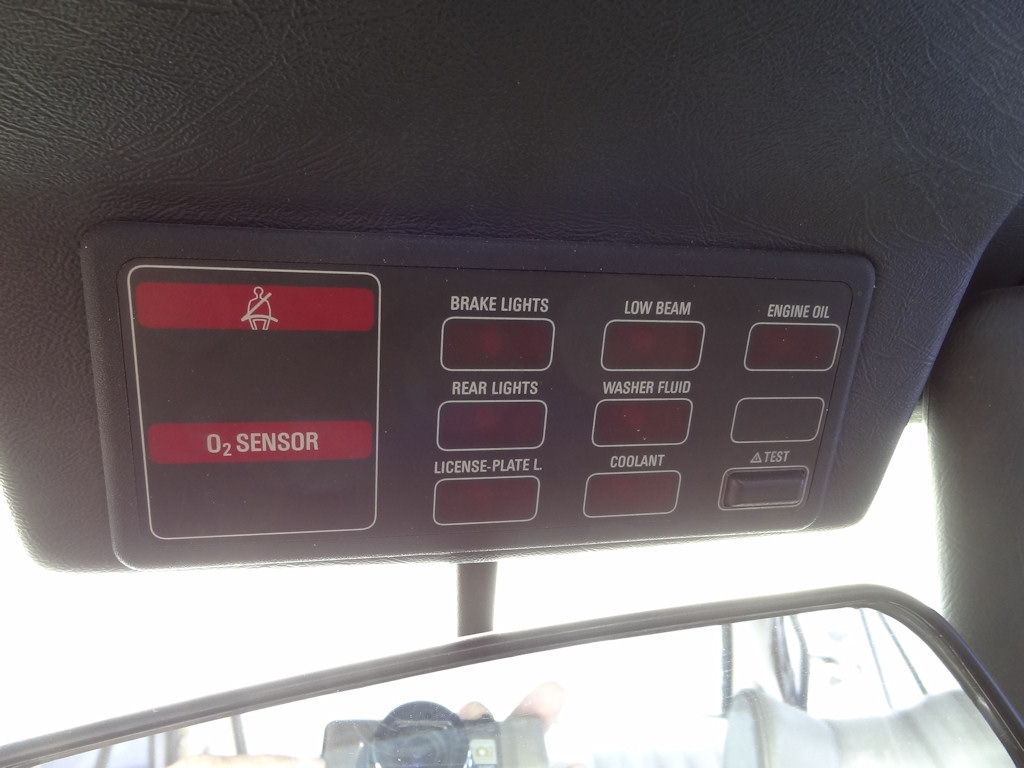 BRAKE LIGHTS
LOW BEAM
ENGINE OIL
REAR LIGHTS
WASHER FLUID
O₂ SENSOR
LICENSE-PLATE L.
COOLANT
⚠ TEST